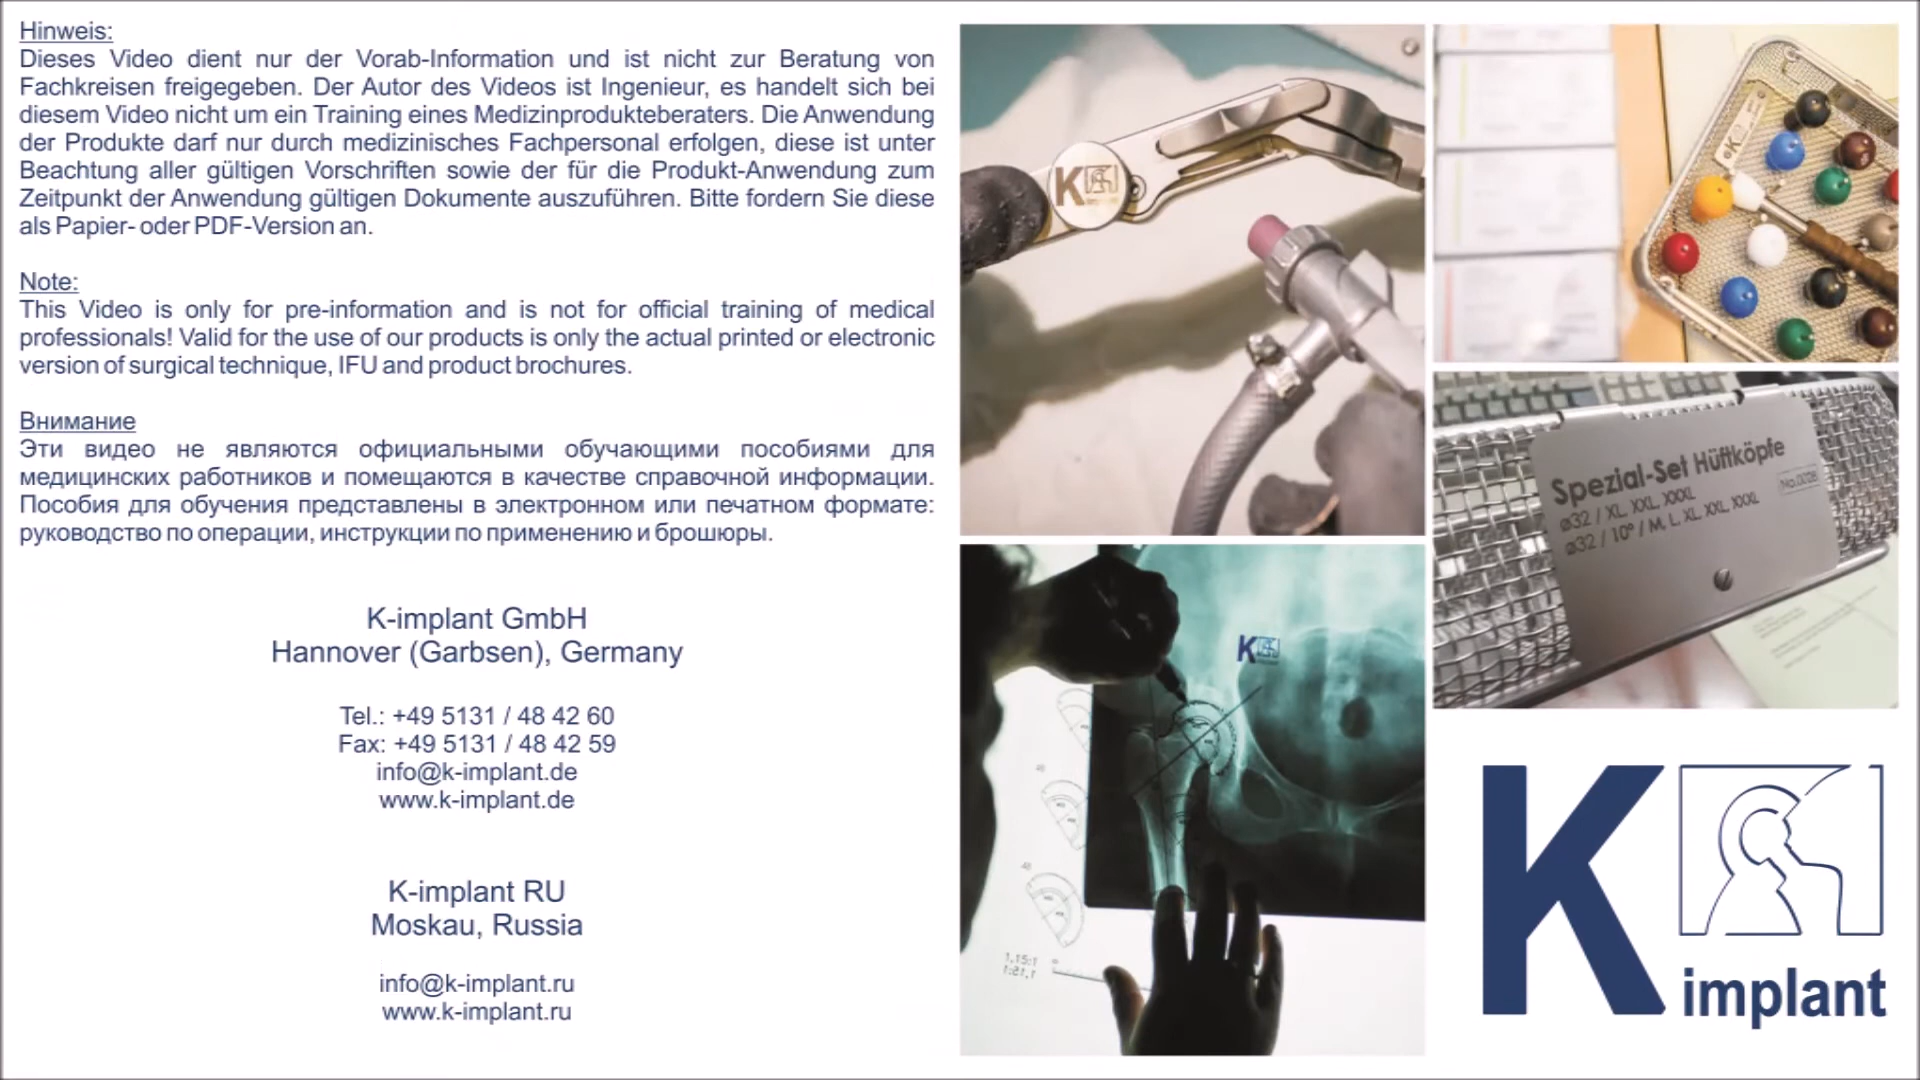 Hinweis:
Dieses Video dient nur der Vorab-Information und ist nicht zur Beratung von
Fachkreisen freigegeben. Der Autor des Videos ist Ingenieur, es handelt sich bei
diesem Video nicht um ein Training eines Medizinprodukteberaters. Die Anwendung
der Produkte darf nur durch medizinisches Fachpersonal erfolgen, diese ist unter
Beachtung aller gültigen Vorschriften sowie der für die Produkt-Anwendung zum
Zeitpunkt der Anwendung gültigen Dokumente auszuführen. Bitte fordern Sie diese
als Papier- oder PDF-Version an.
Note:
This Video is only for pre-information and is not for official training of medical
professionals! Valid for the use of our products is only the actual printed or electronic
version of surgical technique, IFU and product brochures.
Внимание
Эти видео не являются официальными обучающими пособиями для
медицинских работников и помещаются в качестве справочной информации.
Пособия для обучения представлены в электронном или печатном формате:
руководство по операции, инструкции по применению и брошюры.
K-implant GmbH
Hannover (Garbsen), Germany
Tel.: +49 5131 / 48 42 60
Fax: +49 5131 / 48 42 59
info@k-implant.de
www.k-implant.de
K-implant RU
Moskau, Russia
info@k-implant.ru
www.k-implant.ru
K
K
K
Spezial-Set Hüftköpfe
ø32 / XL, XXL, XXXL
ø32 / 10° / M, L, XL, XXL, XXXL
No.0026
48
48
1,15:1
K
implant